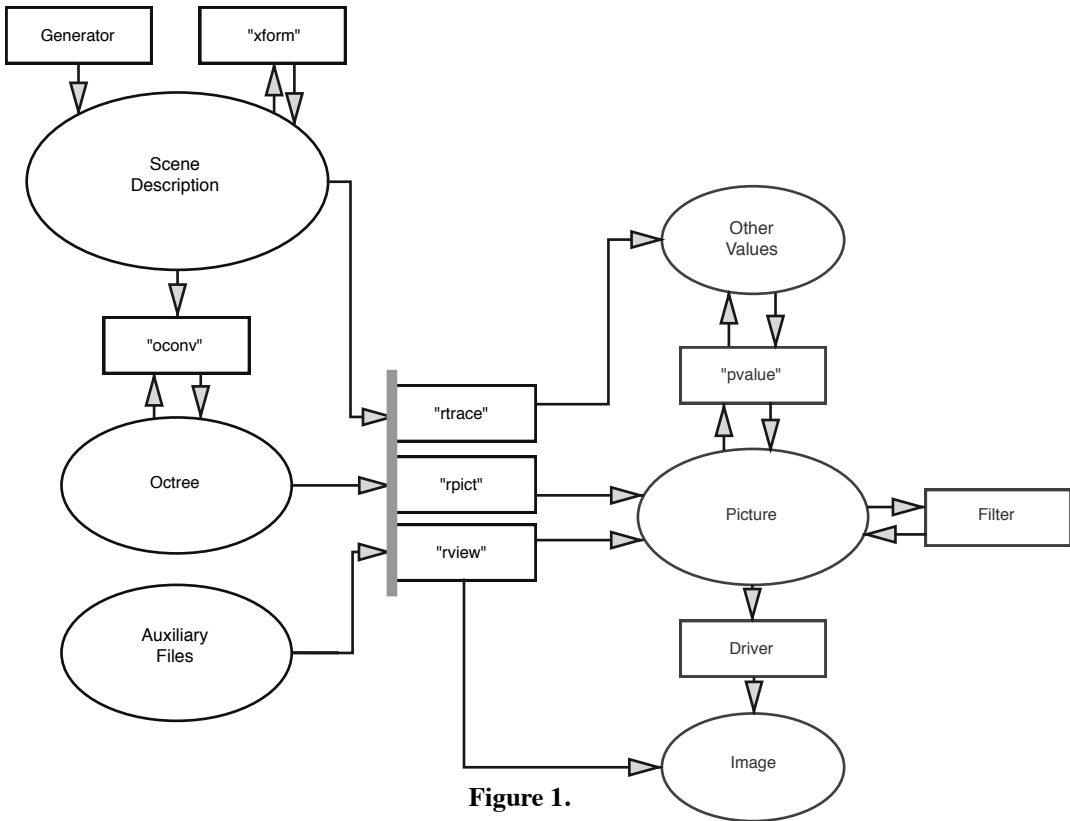 Generator
"xform"
Scene
Description
Other
Values
"oconv"
"pvalue"
"rtrace"
Octree
"rpict"
Picture
Filter
"rview"
Auxiliary
Files
Driver
Image
Figure 1.